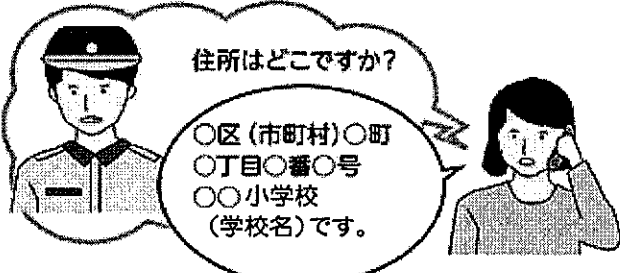 住所はどこですか?
○区(市町村)○町
○丁目○番○号
○○小学校
(学校名)です。